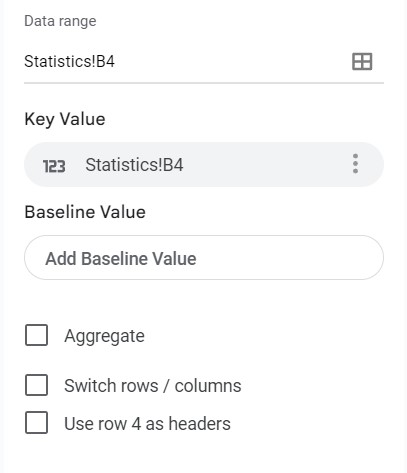 Data range
Statistics!B4
Key Value
123 Statistics!B4
Baseline Value
Add Baseline Value
Aggregate
Switch rows / columns
Use row 4 as headers